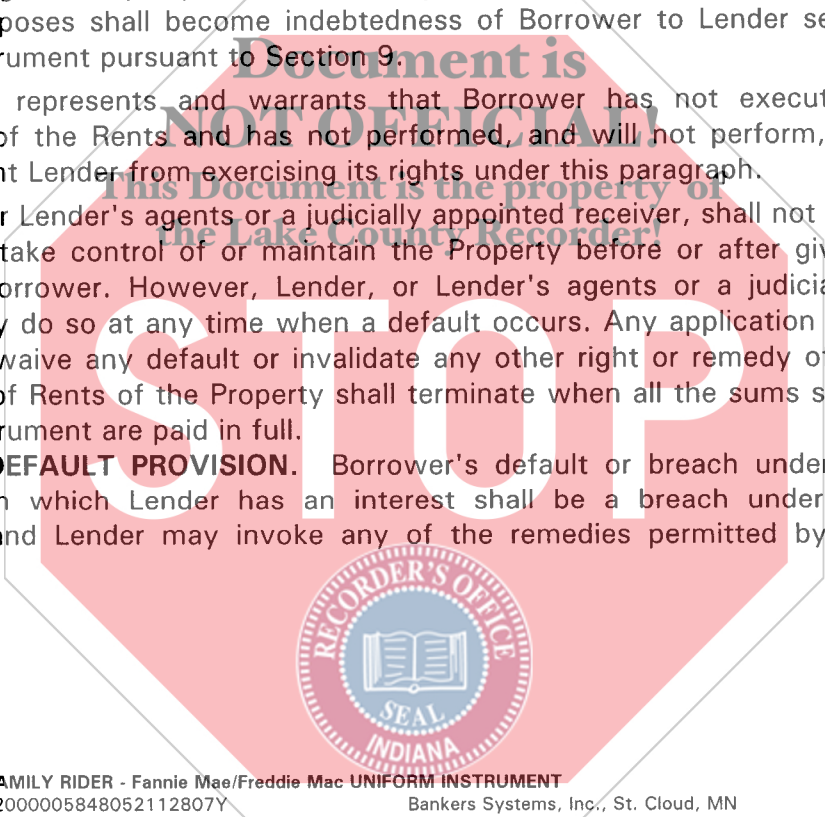 poses shall become indebtedness of Borrower to Lender se
rument pursuant to Section 9.
Document is
represents and warrants that Borrower has not execut
NOT OFFICIAL!
of the Rents and has not performed, and will not perform,
nt Lender from exercising its rights under this paragraph.
This Document is the property of
r Lender's agents or a judicially appointed receiver, shall not
the Lake County Recorder!
take control of or maintain the Property before or after giv
orrower. However, Lender, or Lender's agents or a judicia
y do so at any time when a default occurs. Any application
waive any default or invalidate any other right or remedy of
of Rents of the Property shall terminate when all the sums s
rument are paid in full.
STOP
DEFAULT PROVISION. Borrower's default or breach under
n which Lender has an interest shall be a breach under
and Lender may invoke any of the remedies permitted by
RECORDER'S OFFICE
SEAL
INDIANA
AMILY RIDER - Fannie Mae/Freddie Mac UNIFORM INSTRUMENT
2000005848052112807Y Bankers Systems, Inc., St. Cloud, MN